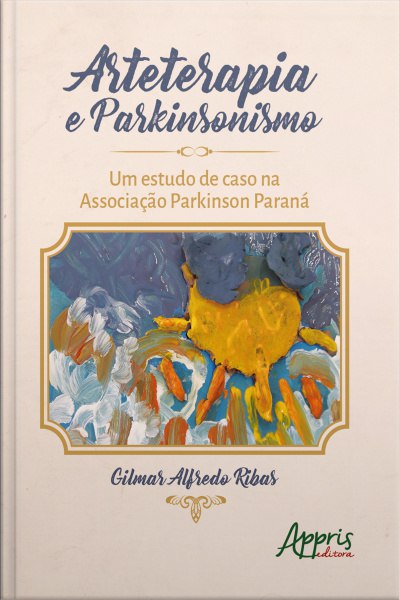 Arteterapia
e Parkinsonismo
Um estudo de caso na
Associação Parkinson Paraná
Gilmar Alfredo Ribas
Appris
editora